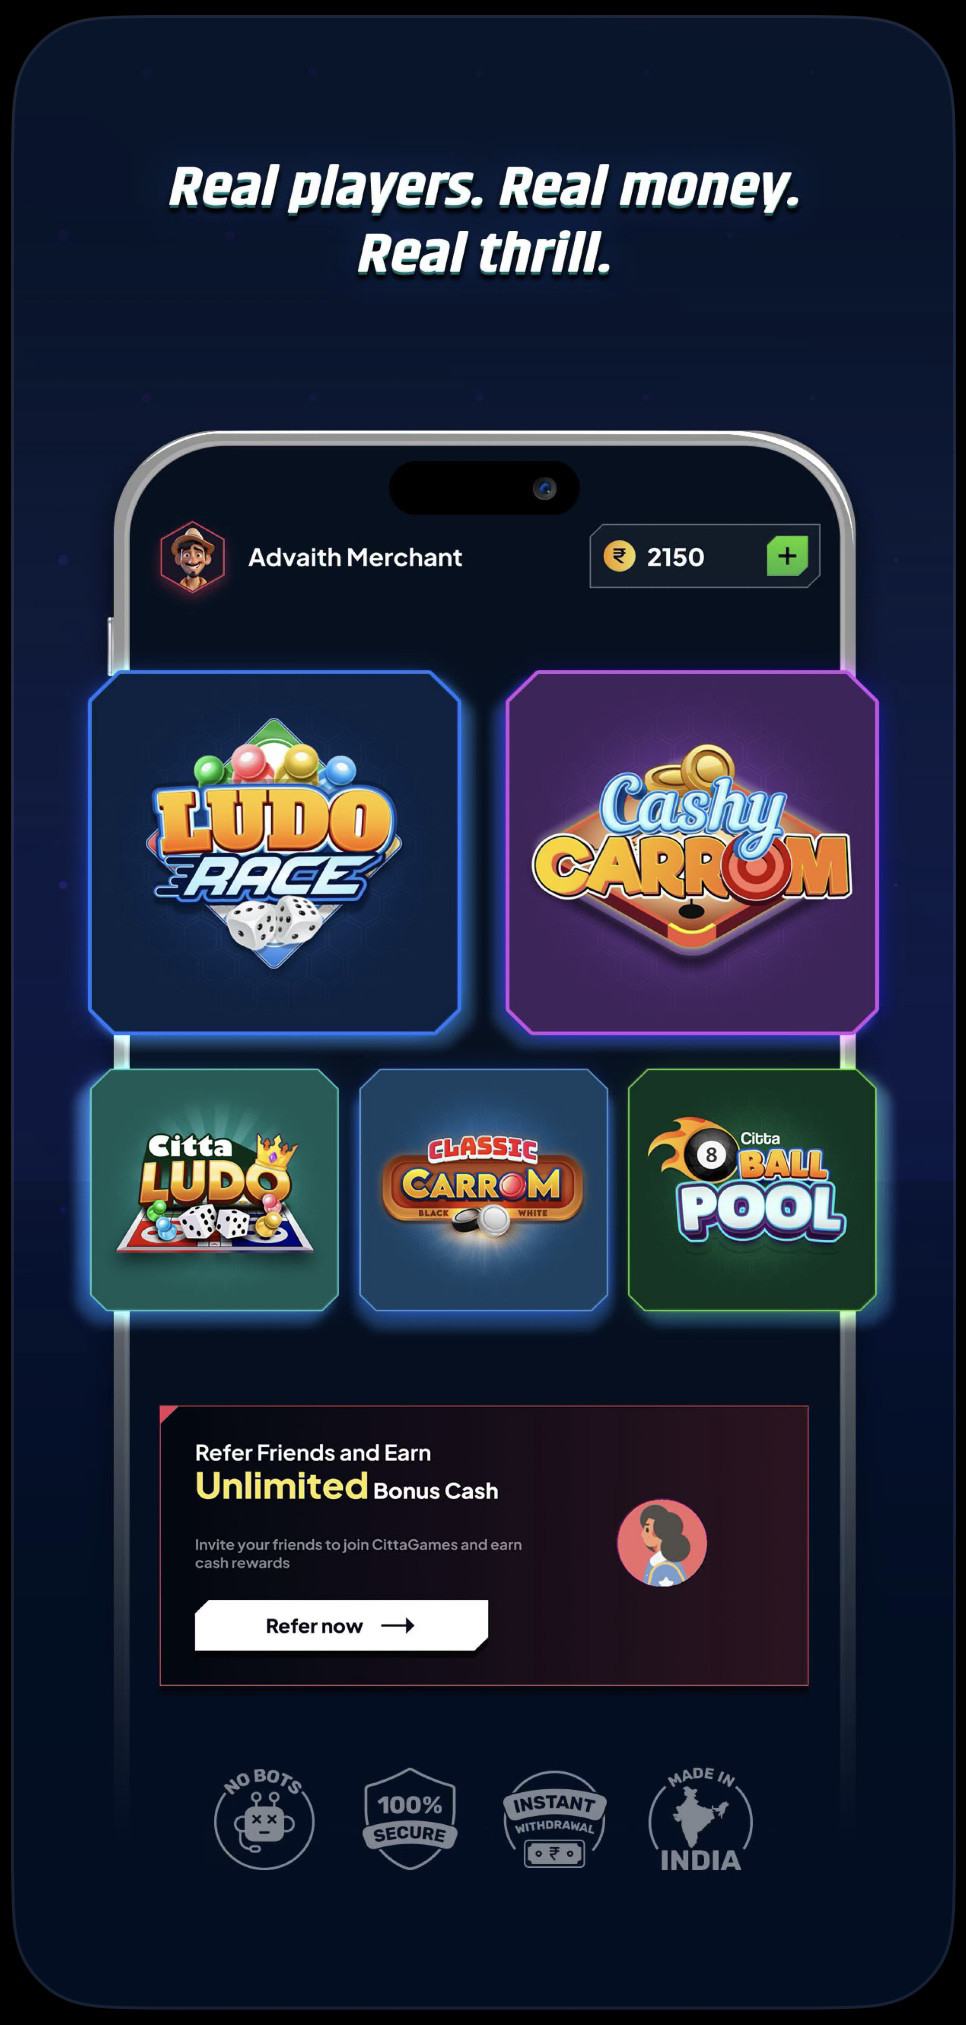 Real players. Real money.
Real thrill.
Advaith Merchant
₹ 2150 +
LUDO
RACE
Cashy
CARROM
Citta
LUDO
CLASSIC
CARROM
BLACK WHITE
8 Citta
BALL
POOL
Refer Friends and Earn
Unlimited Bonus Cash
Invite your friends to join CittaGames and earn
cash rewards
Refer now →
NO BOTS
100%
SECURE
INSTANT
WITHDRAWAL
₹
MADE IN
INDIA